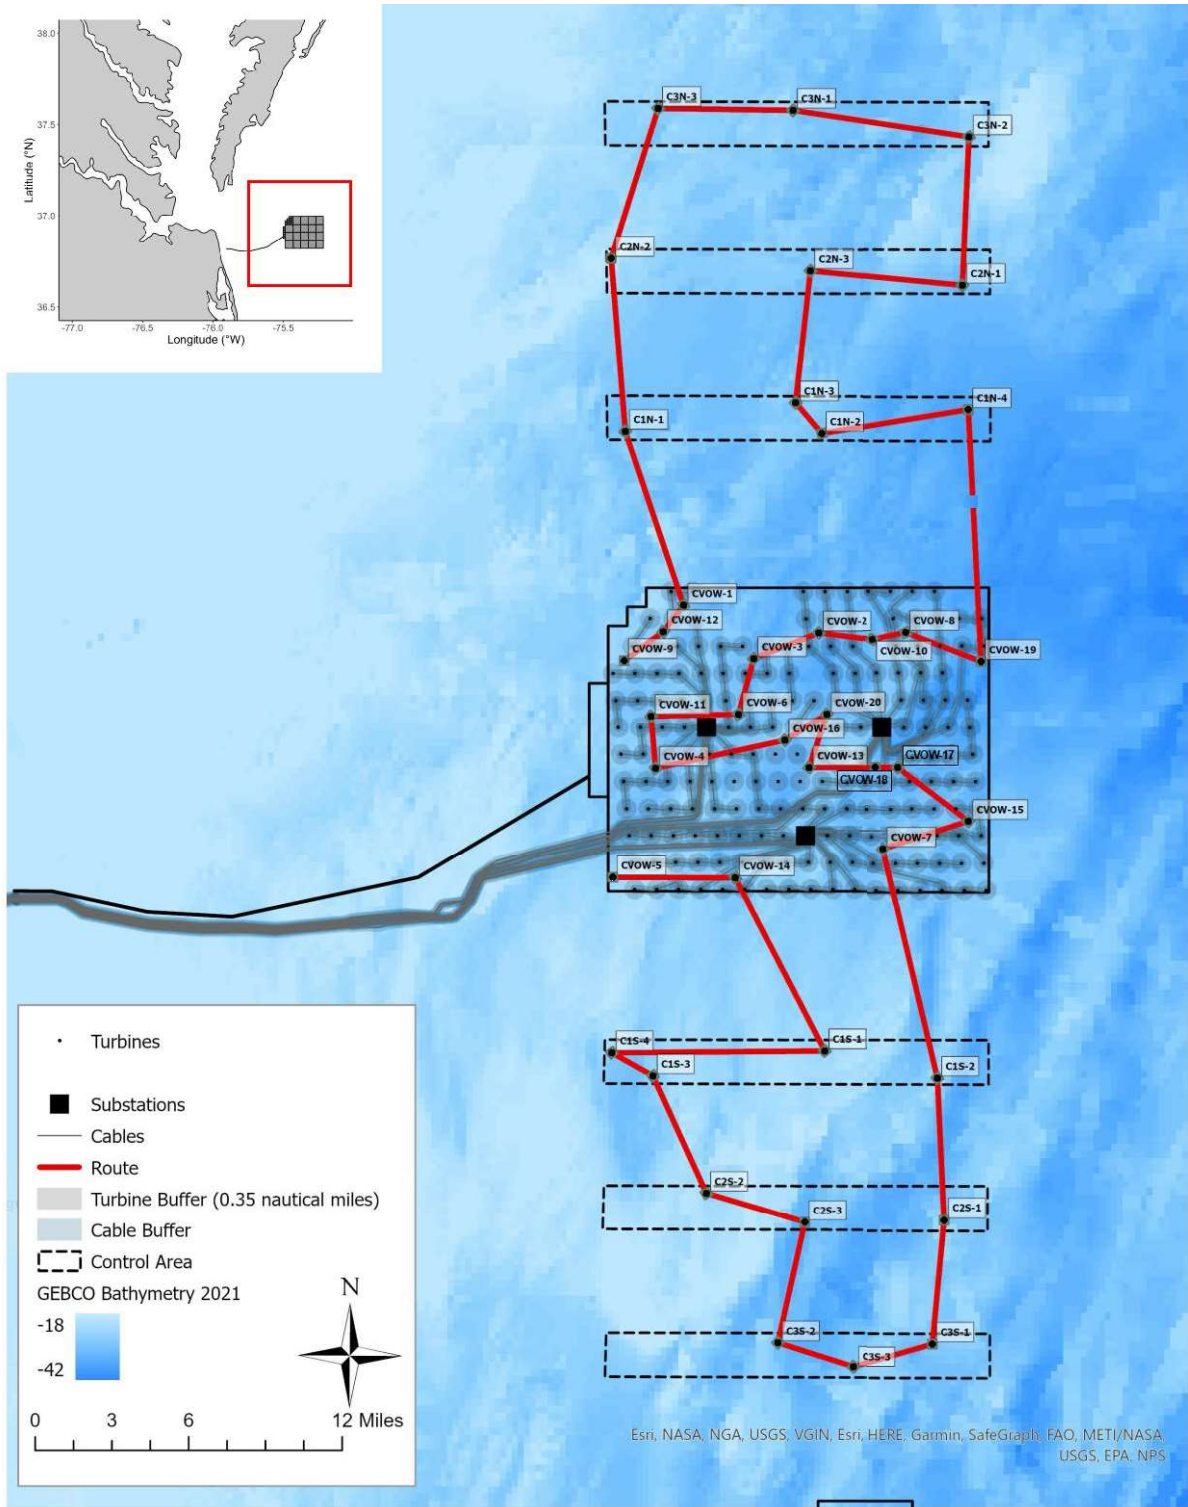 38.0
37.5
37.0
36.5
Latitude (°N)
-77.0 -76.5 -76.0 -75.5
Longitude (°W)
C3N-3 C3N-1
C3N-2
C2N-2 C2N-3
C2N-1
C1N-3 C1N-4
C1N-1 C1N-2
CVOW-1
CVOW-12 CVOW-2 CVOW-8
CVOW-9 CVOW-3 CVOW-10 CVOW-19
CVOW-11 CVOW-6 CVOW-20
CVOW-16
CVOW-4 CVOW-13 CVOW-17
CVOW-18
CVOW-15
CVOW-7
CVOW-5 CVOW-14
C1S-4 C1S-1
C1S-3 C1S-2
C2S-2
C2S-3 C2S-1
C3S-2 C3S-1
C3S-3
Turbines
Substations
Cables
Route
Turbine Buffer (0.35 nautical miles)
Cable Buffer
Control Area
GEBCO Bathymetry 2021
-18
-42
N
0 3 6 12 Miles
Esri, NASA, NGA, USGS, VGIN, Esri, HERE, Garmin, SafeGraph, FAO, METI/NASA,
USGS, EPA, NPS